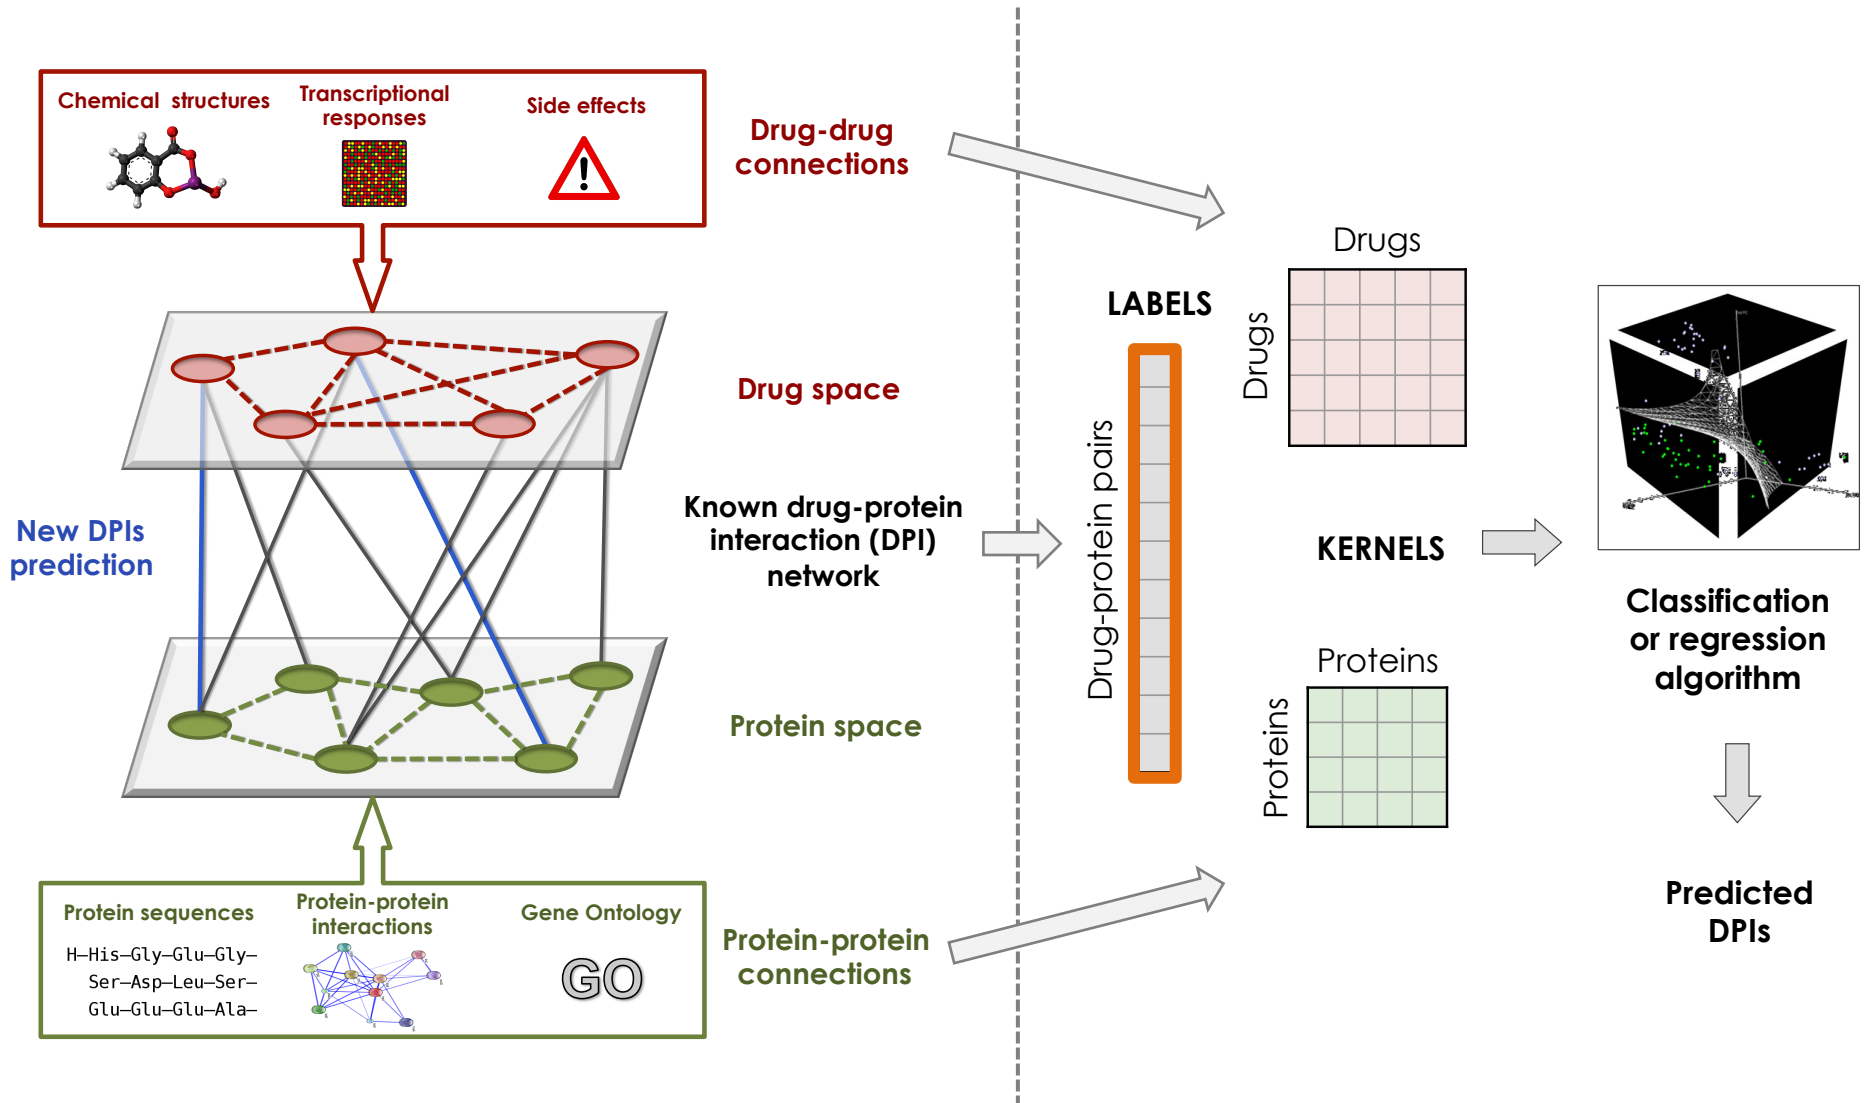 Chemical structures
Transcriptional
responses
Side effects
Drug-drug
connections
Drug space
New DPIs
prediction
Known drug-protein
interaction (DPI)
network
Protein space
Protein sequences
H–His–Gly–Glu–Gly–
Ser–Asp–Leu–Ser–
Glu–Glu–Glu–Ala–
Protein-protein
interactions
Gene Ontology
GO
Protein-protein
connections
LABELS
Drug-protein pairs
Drugs
Drugs
KERNELS
Proteins
Proteins
Classification
or regression
algorithm
Predicted
DPIs